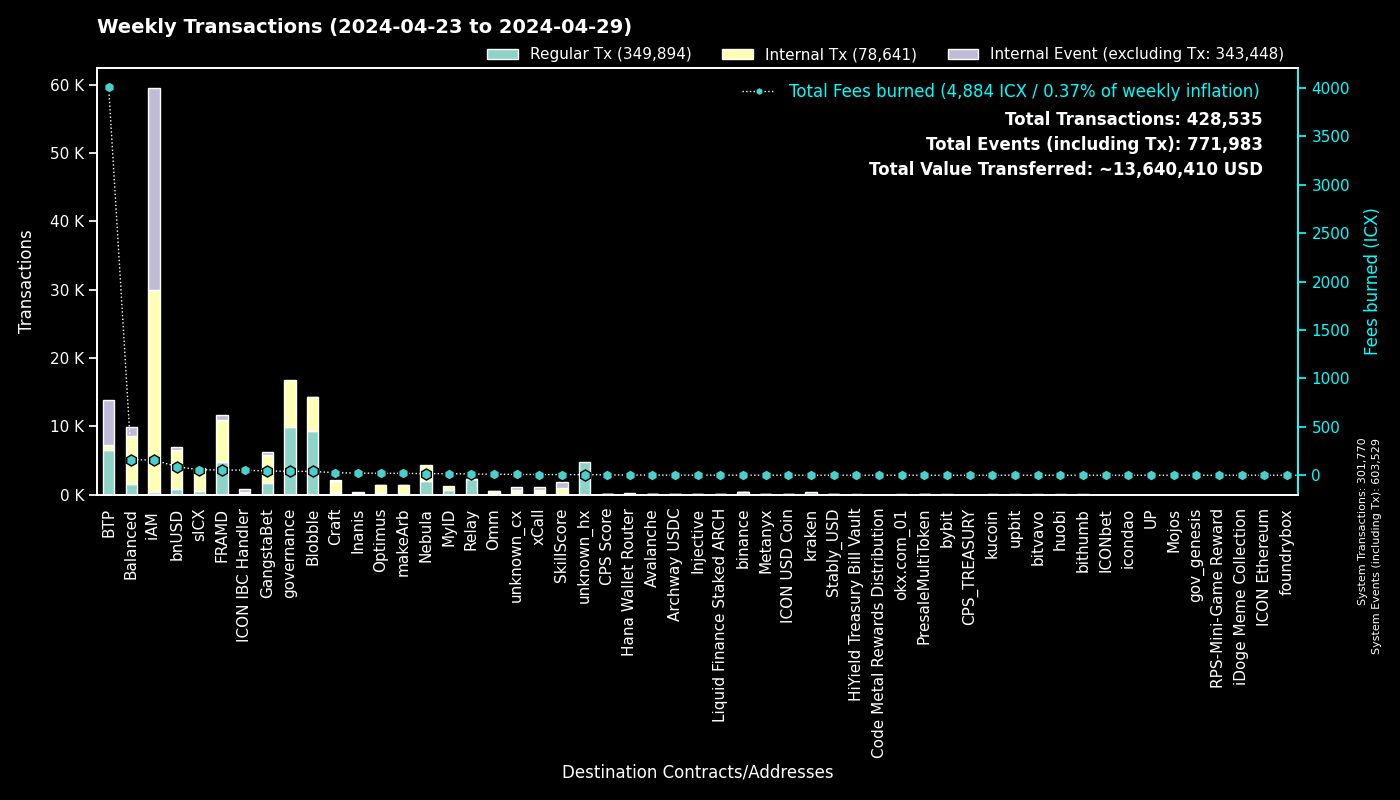 Weekly Transactions (2024-04-23 to 2024-04-29)
Regular Tx (349,894)
Internal Tx (78,641)
Internal Event (excluding Tx: 343,448)
Total Fees burned (4,884 ICX / 0.37% of weekly inflation)
Total Transactions: 428,535
Total Events (including Tx): 771,983
Total Value Transferred: ~13,640,410 USD
Transactions
60 K
50 K
40 K
30 K
20 K
10 K
0 K
4000
3500
3000
2500
2000
1500
1000
500
0
Fees burned (ICX)
BTP
Balanced
iAM
bnUSD
sICX
FRAMD
ICON IBC Handler
GangstaBet
governance
Blobble
Craft
Inanis
Optimus
makeArb
Nebula
MyID
Relay
Omm
unknown_cx
xCall
SkillScore
unknown_hx
CPS Score
Hana Wallet Router
Avalanche
Archway USDC
Injective
Liquid Finance Staked ARCH
binance
Metanyx
ICON USD Coin
kraken
Stably_USD
HiYield Treasury Bill Vault
Code Metal Rewards Distribution
okx.com_01
PresaleMultiToken
bybit
CPS_TREASURY
kucoin
upbit
bitvavo
huobi
bithumb
ICONbet
icondao
UP
Mojos
gov_genesis
RPS-Mini-Game Reward
iDoge Meme Collection
ICON Ethereum
foundrybox
Destination Contracts/Addresses
System Transactions: 301,770
System Events (including Tx): 603,529